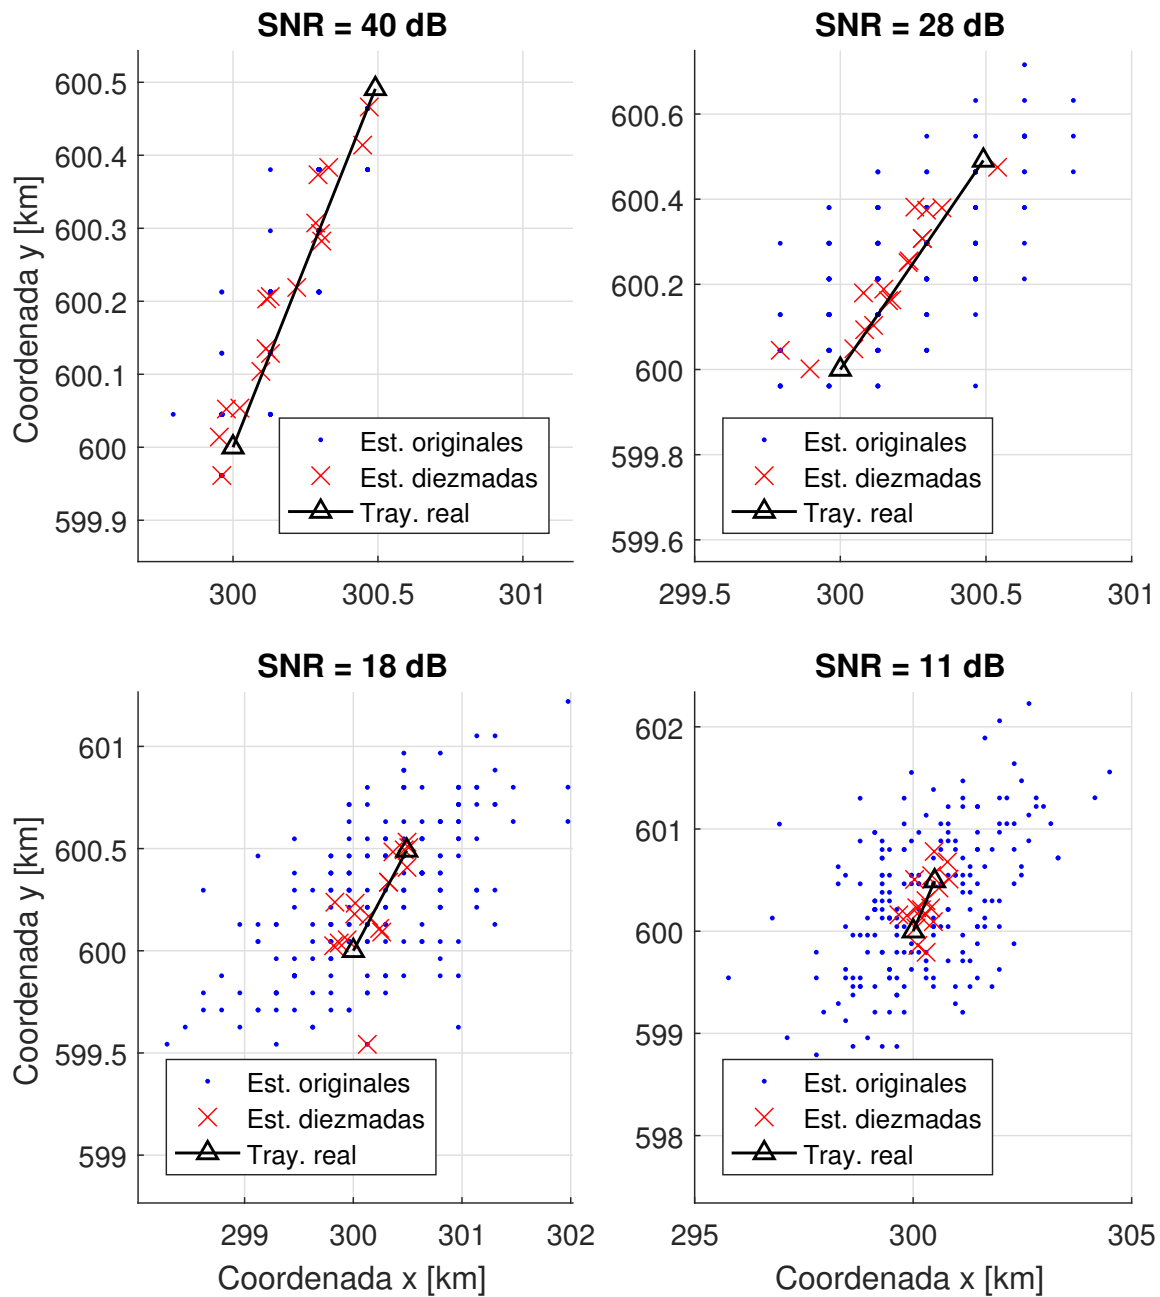 SNR = 40 dB
Coordenada y [km]
600.5
600.4
600.3
600.2
600.1
600
599.9
300
300.5
301
Est. originales
Est. diezmadas
Tray. real
SNR = 28 dB
600.6
600.4
600.2
600
599.8
599.6
299.5
300
300.5
301
Est. originales
Est. diezmadas
Tray. real
SNR = 18 dB
Coordenada y [km]
601
600.5
600
599.5
599
299
300
301
302
Coordenada x [km]
Est. originales
Est. diezmadas
Tray. real
SNR = 11 dB
602
601
600
599
598
295
300
305
Coordenada x [km]
Est. originales
Est. diezmadas
Tray. real